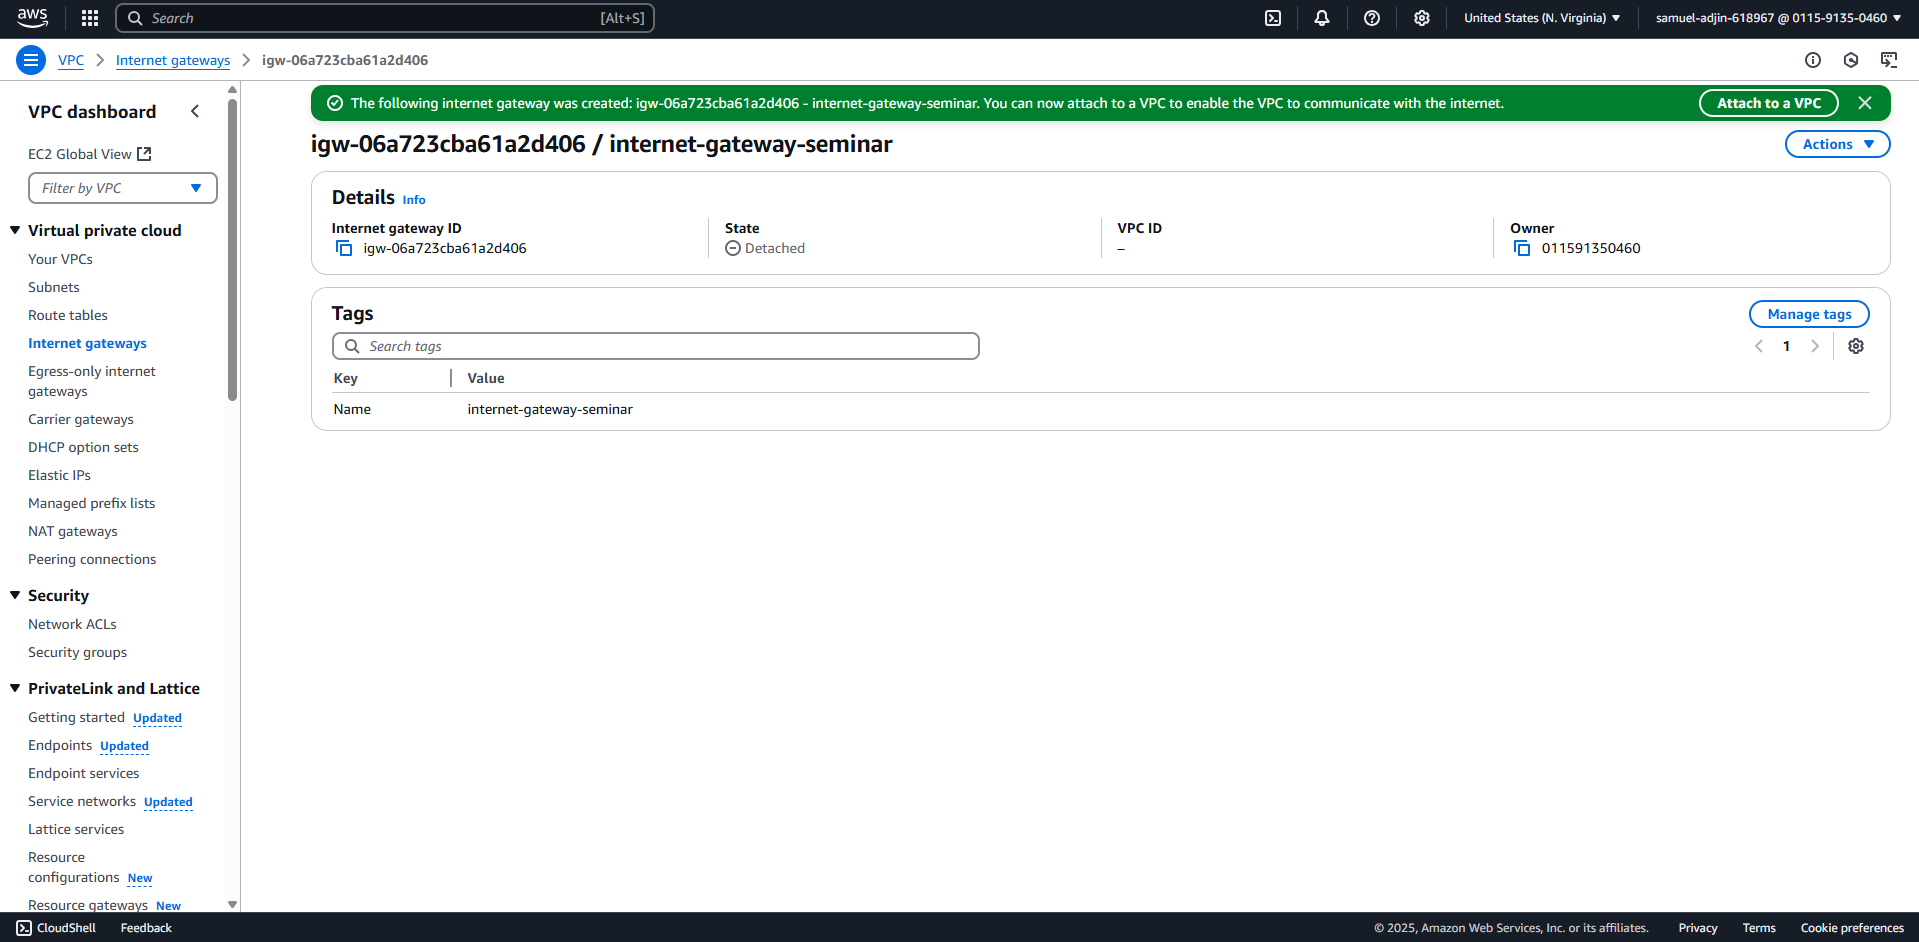 aws
Search [Alt+S]
United States (N. Virginia)
samuel-adjin-618967 @ 0115-9135-0460
VPC
Internet gateways
igw-06a723cba61a2d406
VPC dashboard
EC2 Global View
Filter by VPC
Virtual private cloud
Your VPCs
Subnets
Route tables
Internet gateways
Egress-only internet
gateways
Carrier gateways
DHCP option sets
Elastic IPs
Managed prefix lists
NAT gateways
Peering connections
Security
Network ACLs
Security groups
PrivateLink and Lattice
Getting started Updated
Endpoints Updated
Endpoint services
Service networks Updated
Lattice services
Resource
configurations New
Resource gateways New
The following internet gateway was created: igw-06a723cba61a2d406 - internet-gateway-seminar. You can now attach to a VPC to enable the VPC to communicate with the internet.
Attach to a VPC
igw-06a723cba61a2d406 / internet-gateway-seminar
Actions
Details Info
Internet gateway ID
igw-06a723cba61a2d406
State
Detached
VPC ID
–
Owner
011591350460
Tags
Manage tags
Search tags
1
Key Value
Name internet-gateway-seminar
CloudShell Feedback
© 2025, Amazon Web Services, Inc. or its affiliates. Privacy Terms Cookie preferences